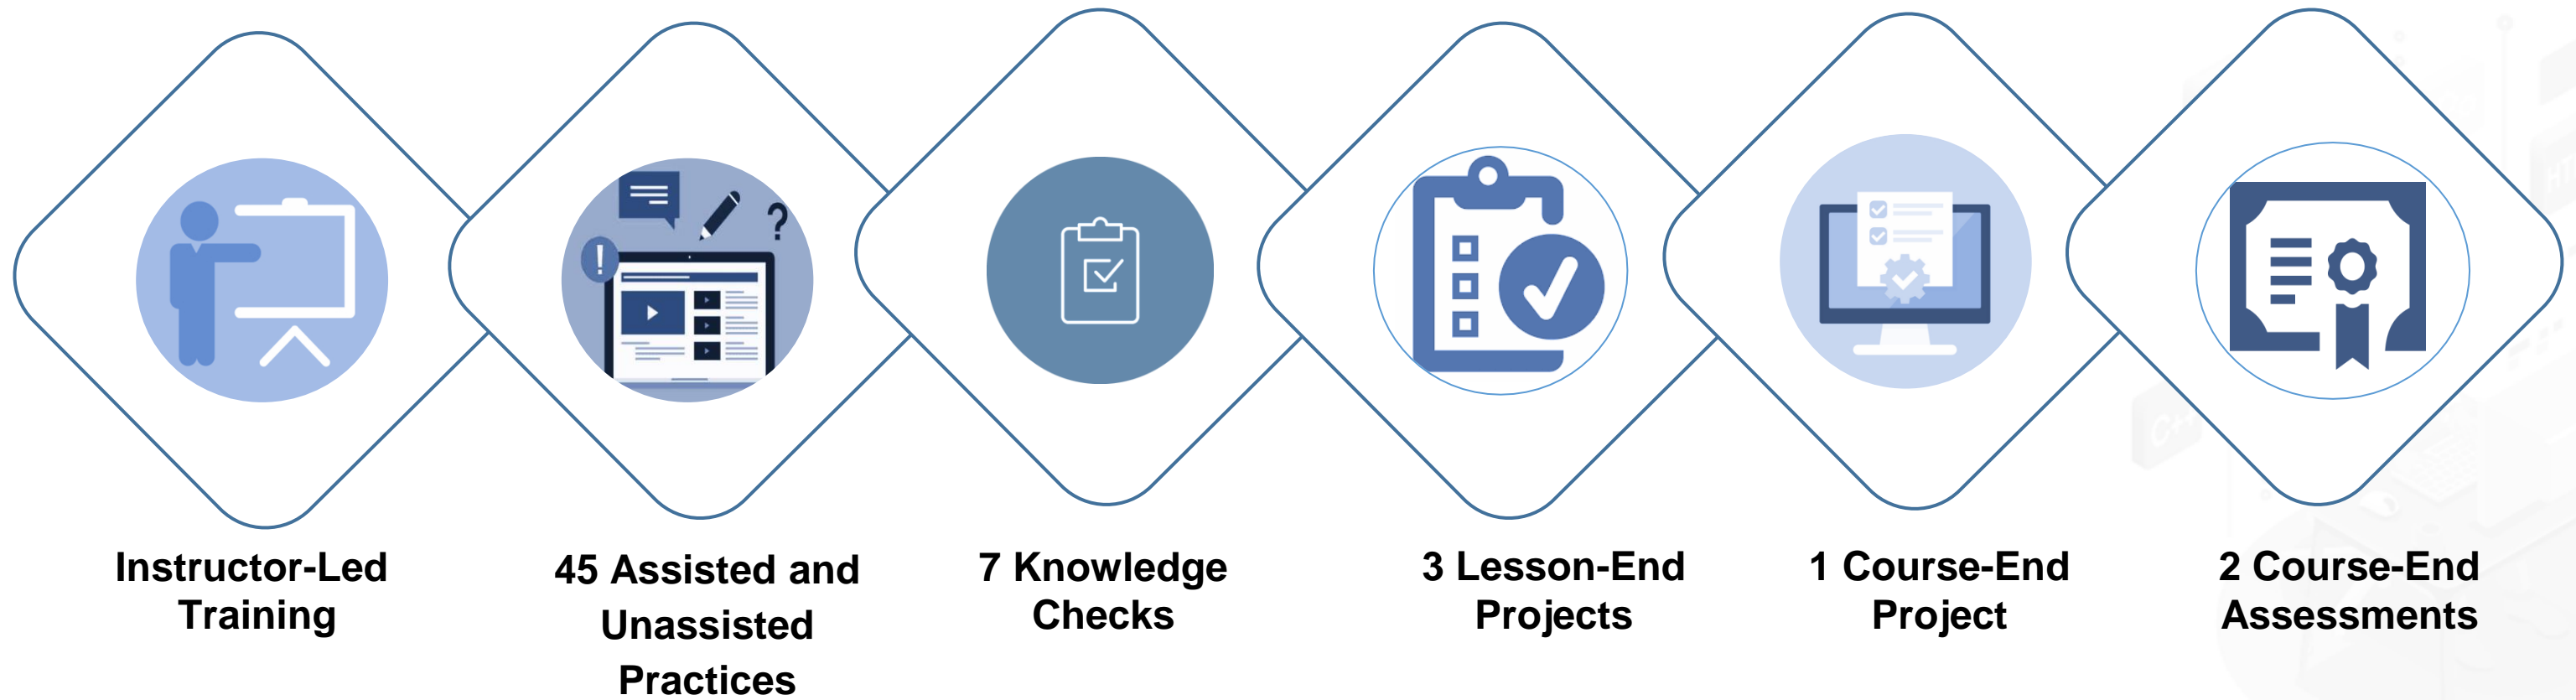 Instructor-Led
Training
45 Assisted and
Unassisted
Practices
7 Knowledge
Checks
3 Lesson-End
Projects
1 Course-End
Project
2 Course-End
Assessments
!
?
C++